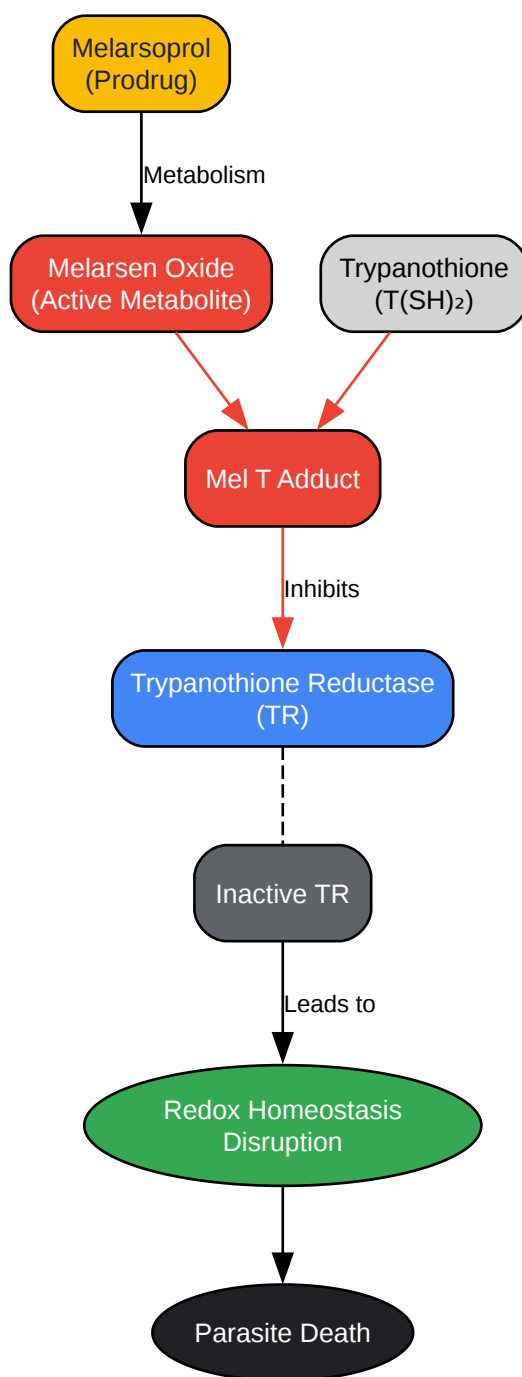 Melarsoprol
(Prodrug)
Metabolism
Melarsen Oxide
(Active Metabolite)
Trypanothione
(T(SH)₂)
Mel T Adduct
Inhibits
Trypanothione Reductase
(TR)
Inactive TR
Leads to
Redox Homeostasis
Disruption
Parasite Death